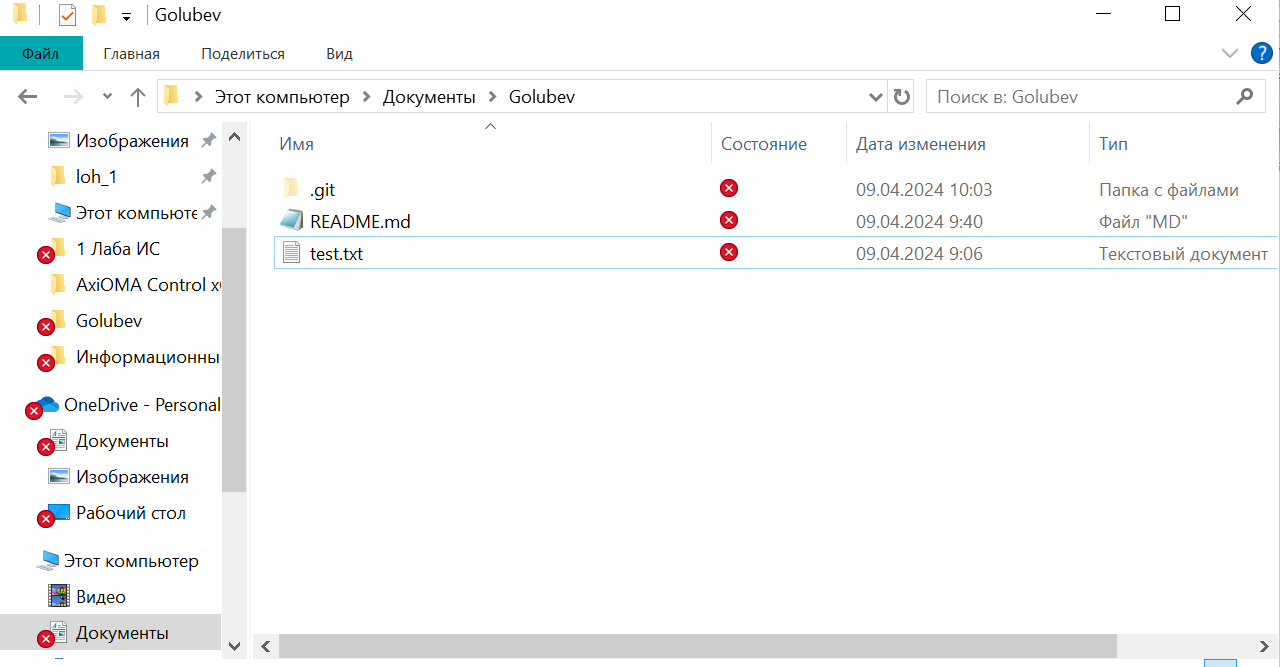 Golubev
Файл Главная Поделиться Вид
?
Этот компьютер Документы Golubev
Поиск в: Golubev
Имя Состояние Дата изменения Тип
.git 09.04.2024 10:03 Папка с файлами
README.md 09.04.2024 9:40 Файл "MD"
test.txt 09.04.2024 9:06 Текстовый документ
Изображения
loh_1
Этот компьюте
1 Лаба ИС
AxiOMA Control x
Golubev
Информационны
OneDrive - Personal
Документы
Изображения
Рабочий стол
Этот компьютер
Видео
Документы